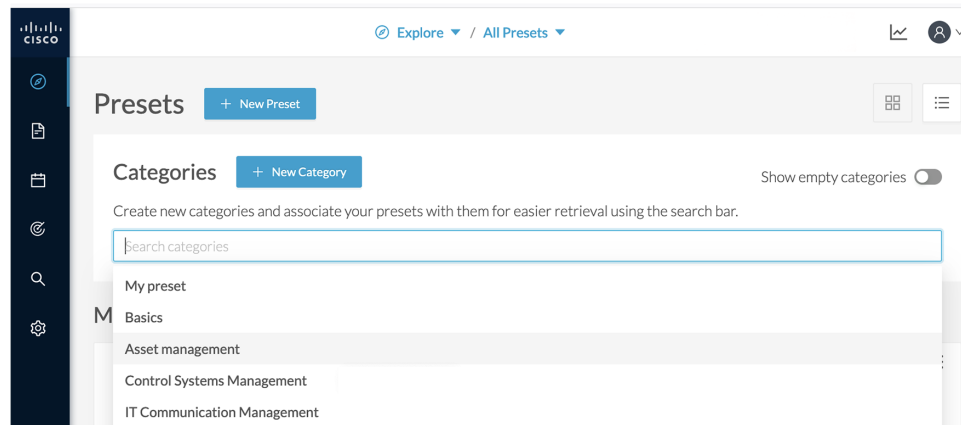 CISCO
Explore / All Presets
Presets
+ New Preset
Categories
+ New Category
Show empty categories
Create new categories and associate your presets with them for easier retrieval using the search bar.
Search categories
My preset
Basics
M
Asset management
Control Systems Management
IT Communication Management